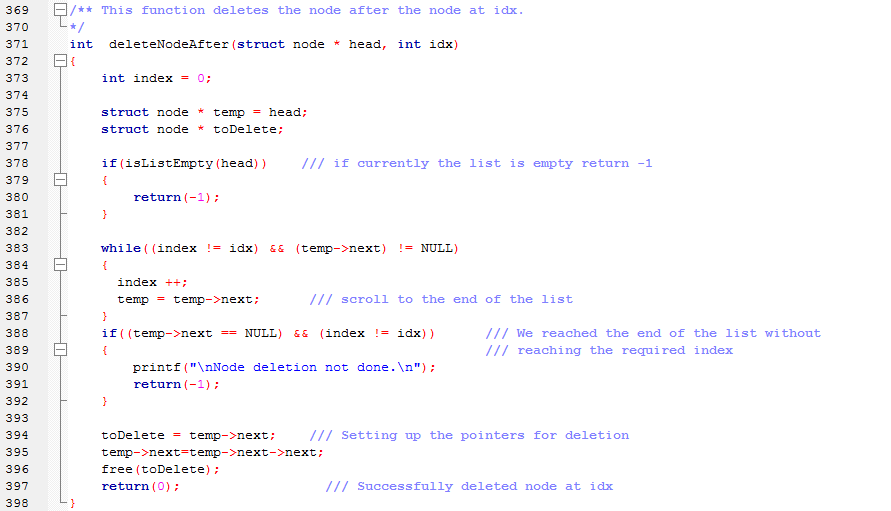 369 /** This function deletes the node after the node at idx.
370 */
371 int  deleteNodeAfter(struct node * head, int idx)
372 {
373     int index = 0;
374
375     struct node * temp = head;
376     struct node * toDelete;
377
378     if(isListEmpty(head))    /// if currently the list is empty return -1
379     {
380         return(-1);
381     }
382
383     while((index != idx) && (temp->next) != NULL)
384     {
385       index ++;
386       temp = temp->next;      /// scroll to the end of the list
387     }
388     if((temp->next == NULL) && (index != idx))      /// We reached the end of the list without
389     {                                               /// reaching the required index
390         printf("\nNode deletion not done.\n");
391         return(-1);
392     }
393
394     toDelete = temp->next;    /// Setting up the pointers for deletion
395     temp->next=temp->next->next;
396     free(toDelete);
397     return(0);                  /// Successfully deleted node at idx
398 }